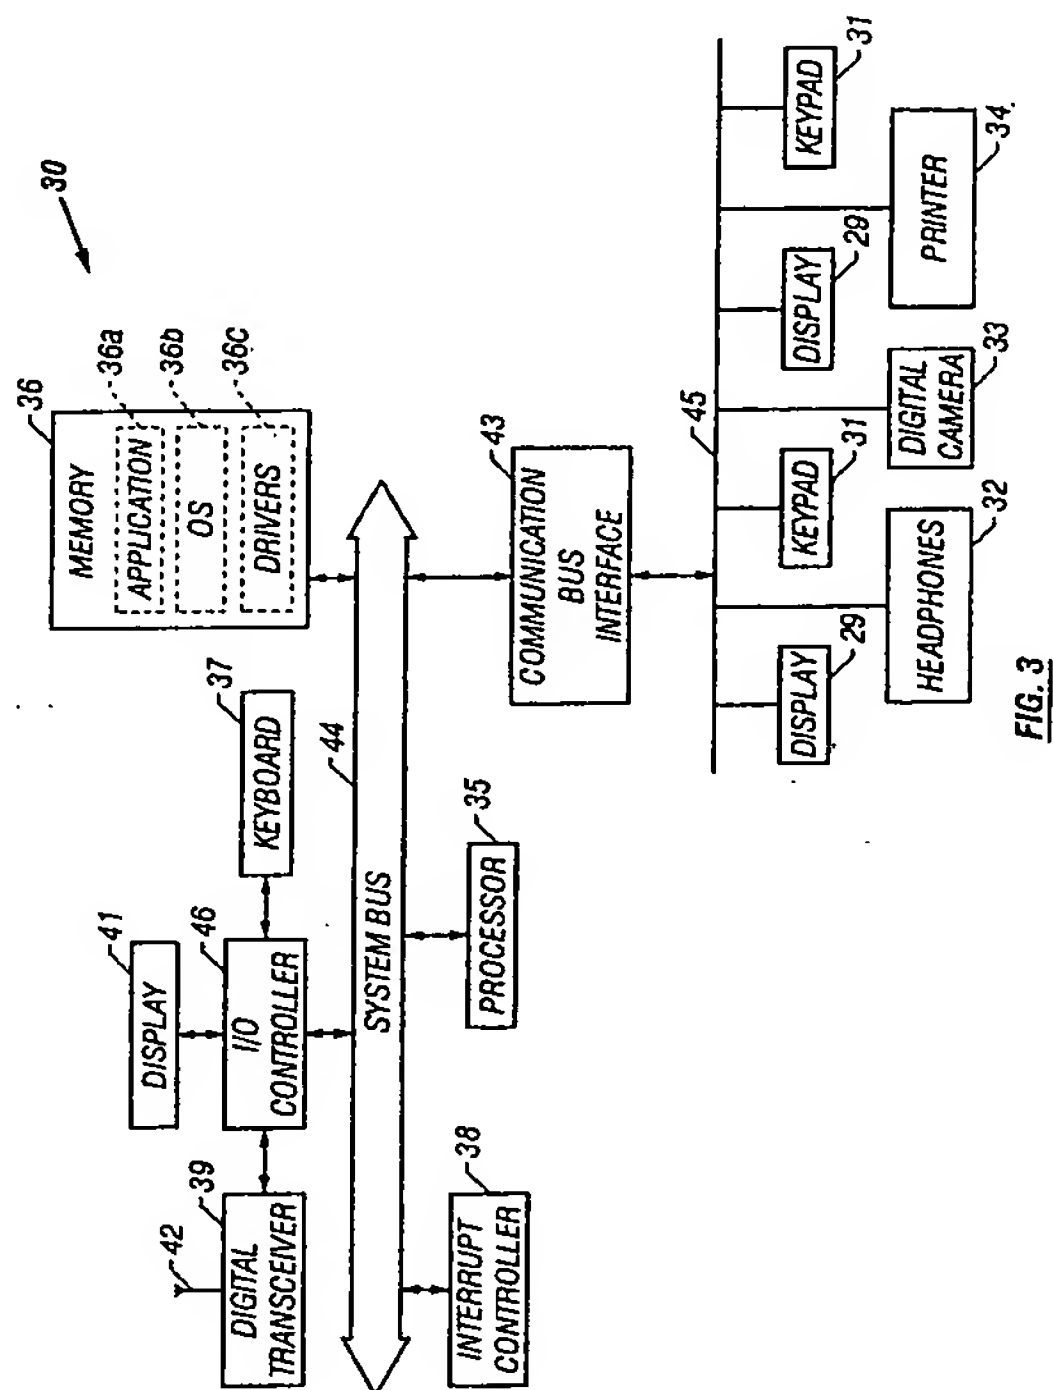 30
42
39
DIGITAL
TRANSCEIVER
41
DISPLAY
46
I/O
CONTROLLER
37
KEYBOARD
36
MEMORY
APPLICATION
36a
OS
36b
DRIVERS
36c
44
SYSTEM BUS
38
INTERRUPT
CONTROLLER
35
PROCESSOR
43
COMMUNICATION
BUS
INTERFACE
45
DISPLAY
29
KEYPAD
31
DISPLAY
29
KEYPAD
31
HEADPHONES
32
DIGITAL
CAMERA
33
PRINTER
34
FIG. 3